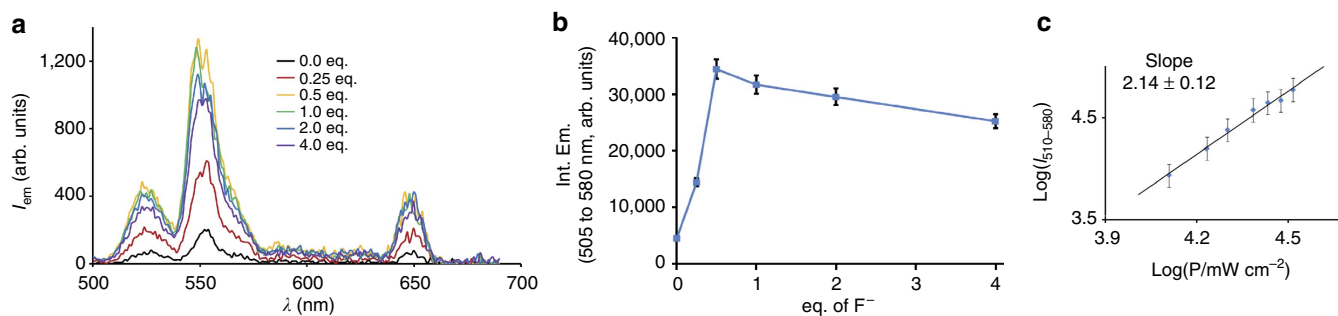 a
1,200
800
400
0
I_em (arb. units)
500
550
600
650
700
λ (nm)
0.0 eq.
0.25 eq.
0.5 eq.
1.0 eq.
2.0 eq.
4.0 eq.
b
40,000
30,000
20,000
10,000
0
Int. Em.
(505 to 580 nm, arb. units)
0
1
2
3
4
eq. of F⁻
c
Slope
2.14 ± 0.12
4.5
3.5
Log(I₅₁₀₋₅₈₀)
3.9
4.2
4.5
Log(P/mW cm⁻²)